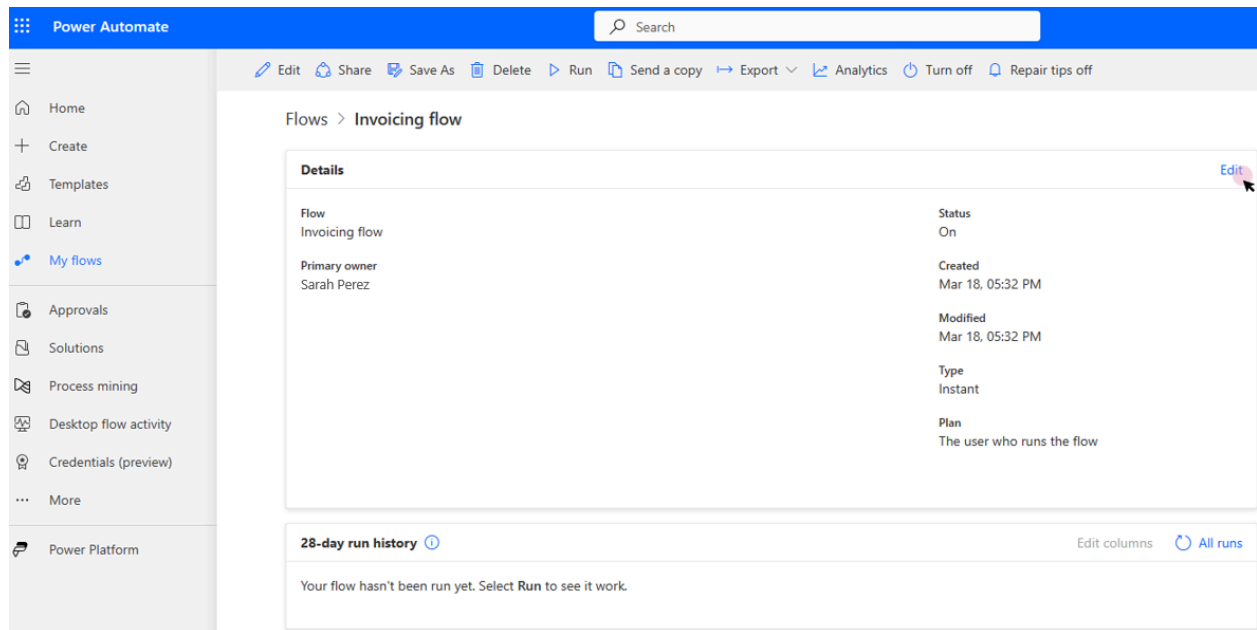 Power Automate
Search
Edit Share Save As Delete Run Send a copy Export Analytics Turn off Repair tips off
Home
Create
Templates
Learn
My flows
Approvals
Solutions
Process mining
Desktop flow activity
Credentials (preview)
More
Power Platform
Flows > Invoicing flow
Details Edit
Flow
Invoicing flow
Primary owner
Sarah Perez
Status
On
Created
Mar 18, 05:32 PM
Modified
Mar 18, 05:32 PM
Type
Instant
Plan
The user who runs the flow
28-day run history Edit columns All runs
Your flow hasn't been run yet. Select Run to see it work.